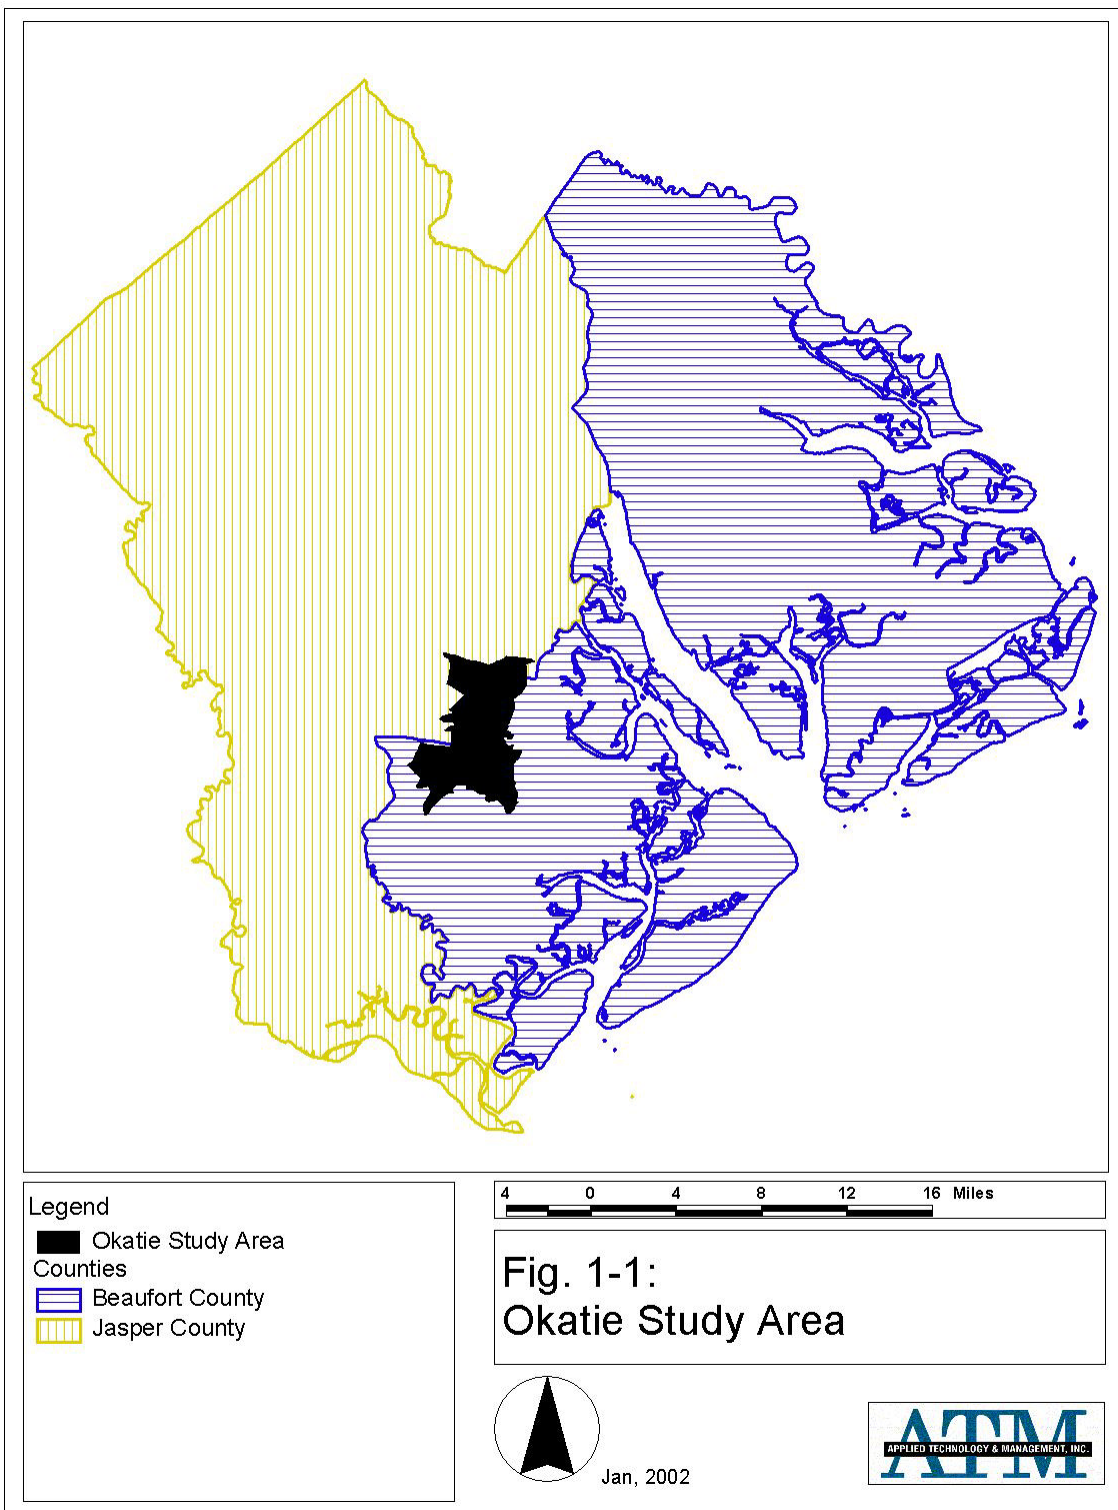 Legend
Okatie Study Area
Counties
Beaufort County
Jasper County
4 0 4 8 12 16 Miles
Fig. 1-1:
Okatie Study Area
Jan, 2002
ATM
APPLIED TECHNOLOGY & MANAGEMENT, INC.